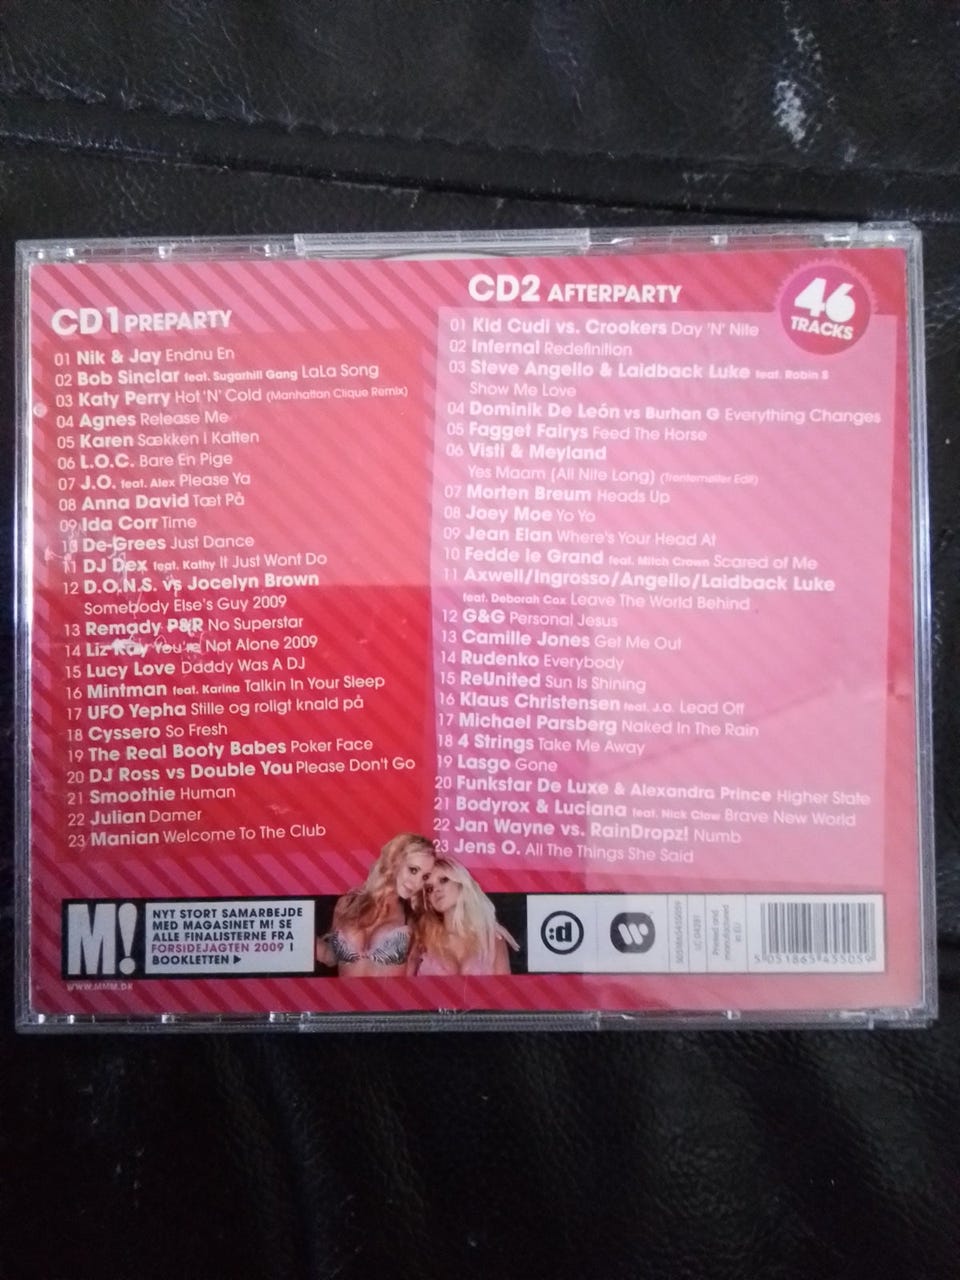 CD1 PREPARTY
01 Nik & Jay Endnu En
02 Bob Sinclar feat. Sugarhill Gang LaLa Song
03 Katy Perry Hot 'N' Cold (Manhattan Clique Remix)
04 Agnes Release Me
05 Karen Sækken I Katten
06 L.O.C. Bare En Pige
07 J.O. feat. Alex Please Ya
08 Anna David Tæt På
09 Ida Corr Time
10 De-Grees Just Dance
11 DJ Dex feat. Kathy It Just Wont Do
12 D.O.N.S. vs Jocelyn Brown
Somebody Else's Guy 2009
13 Remady P&R No Superstar
14 Liz Kay You're Not Alone 2009
15 Lucy Love Daddy Was A DJ
16 Mintman feat. Karina Talkin In Your Sleep
17 UFO Yepha Stille og roligt knald på
18 Cyssero So Fresh
19 The Real Booty Babes Poker Face
20 DJ Ross vs Double You Please Don't Go
21 Smoothie Human
22 Julian Damer
23 Manian Welcome To The Club
CD2 AFTERPARTY
01 Kid Cudi vs. Crookers Day 'N' Nite
02 Infernal Redefinition
03 Steve Angello & Laidback Luke feat. Robin S
Show Me Love
04 Dominik De León vs Burhan G Everything Changes
05 Fagget Fairys Feed The Horse
06 Visti & Meyland
Yes Maam (All Nite Long) (Trentemøller Edit)
07 Morten Breum Heads Up
08 Joey Moe Yo Yo
09 Jean Elan Where's Your Head At
10 Fedde le Grand feat. Mitch Crown Scared of Me
11 Axwell/Ingrosso/Angello/Laidback Luke
feat. Deborah Cox Leave The World Behind
12 G&G Personal Jesus
13 Camille Jones Get Me Out
14 Rudenko Everybody
15 ReUnited Sun Is Shining
16 Klaus Christensen feat. J.O. Lead Off
17 Michael Parsberg Naked In The Rain
18 4 Strings Take Me Away
19 Lasgo Gone
20 Funkstar De Luxe & Alexandra Prince Higher State
21 Bodyrox & Luciana feat. Nick Clow Brave New World
22 Jan Wayne vs. RainDropz! Numb
23 Jens O. All The Things She Said
46
TRACKS
M!
NYT STORT SAMARBEJDE
MED MAGASINET M! SE
ALLE FINALISTERNE FRA
FORSIDEJAGTEN 2009 I
BOOKLETTEN
WWW.MMM.DK
:d
Printed and
manufactured
in EU
5 051865 435059